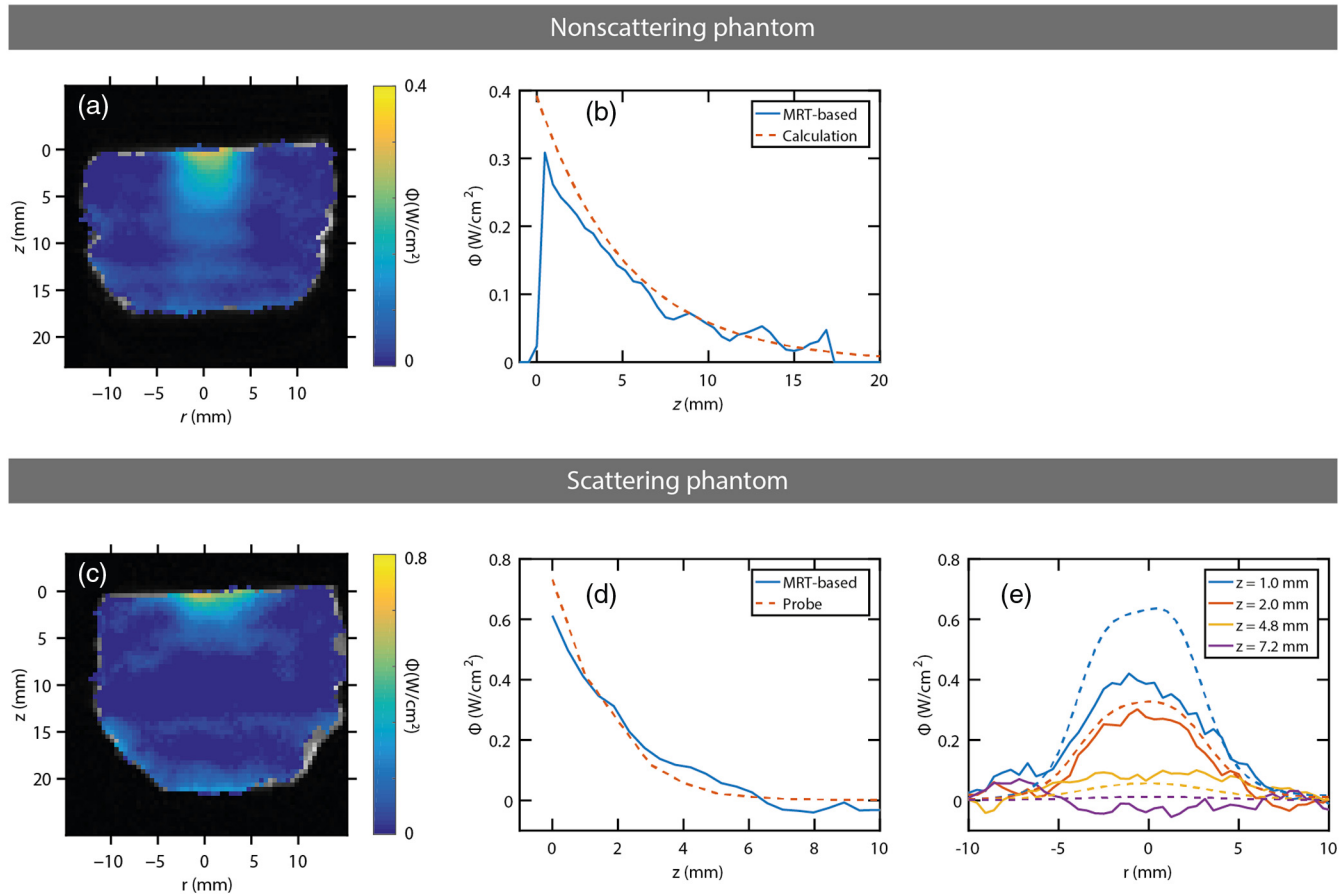 Nonscattering phantom
(a)
0
5
10
15
20
z (mm)
−10 −5 0 5 10
r (mm)
0.4
Φ(W/cm²)
0
(b)
MRT-based
Calculation
0.4
0.3
0.2
0.1
0
Φ (W/cm²)
0 5 10 15 20
z (mm)
Scattering phantom
(c)
0
5
10
15
20
z (mm)
−10 −5 0 5 10
r (mm)
0.8
Φ(W/cm²)
0
(d)
MRT-based
Probe
0.8
0.6
0.4
0.2
0
Φ (W/cm²)
0 2 4 6 8 10
z (mm)
(e)
z = 1.0 mm
z = 2.0 mm
z = 4.8 mm
z = 7.2 mm
0.8
0.6
0.4
0.2
0
Φ (W/cm²)
-10 -5 0 5 10
r (mm)